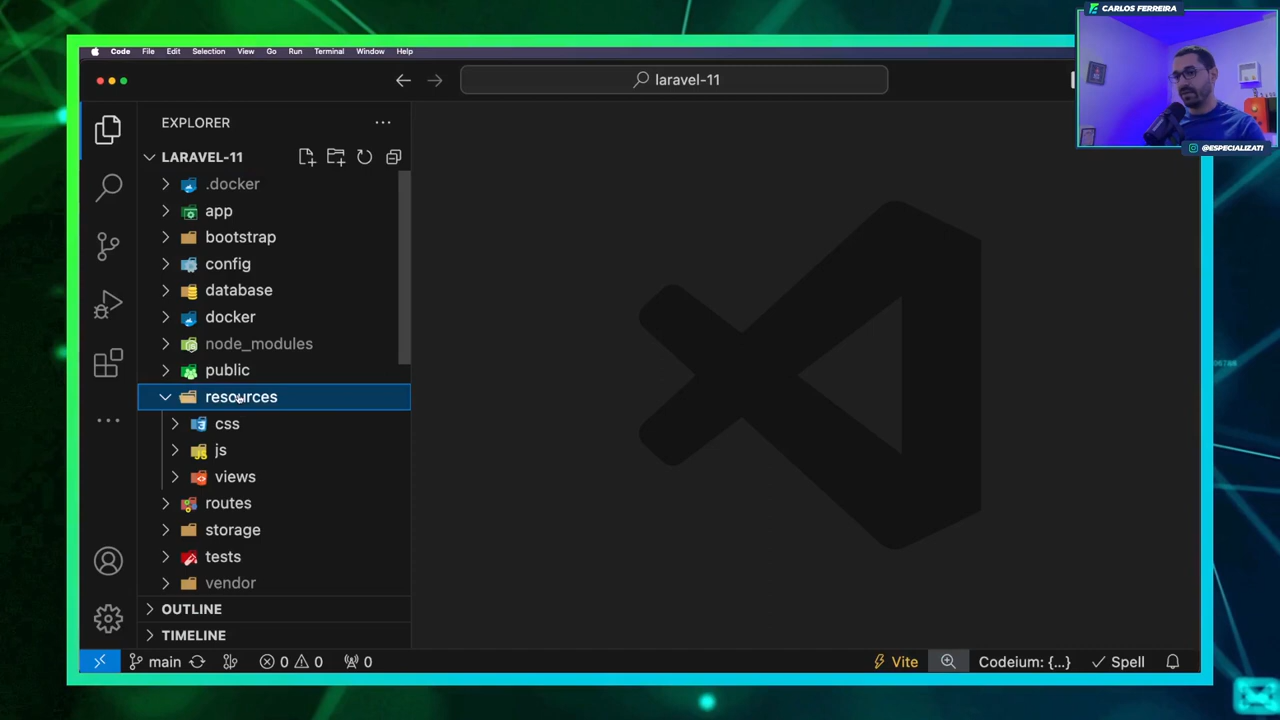 CARLOS FERREIRA
@ESPECIALIZATI
Code File Edit Selection View Go Run Terminal Window Help
laravel-11
EXPLORER
LARAVEL-11
.docker
app
bootstrap
config
database
docker
node_modules
public
resources
css
js
views
routes
storage
tests
vendor
OUTLINE
TIMELINE
main 0 0 0 Vite Codeium: {...} Spell